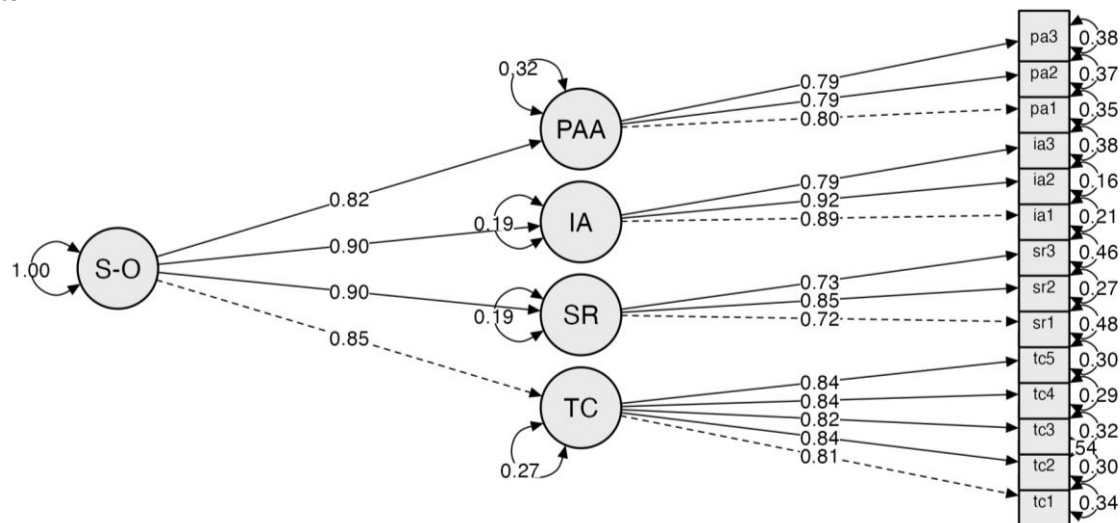 pa3 0.38
0.32
pa2 0.37
0.79
0.79
pa1 0.35
0.80
PAA
ia3 0.38
0.79
ia2 0.16
0.82
0.92
ia1 0.21
0.89
0.19 IA
0.90
sr3 0.46
1.00 S-O
0.73
sr2 0.27
0.90
0.85
0.19 SR
0.72
sr1 0.48
0.85
tc5 0.30
0.84
tc4 0.29
0.84
TC
0.82
tc3 0.32
0.84
54
0.81
tc2 0.30
0.27
tc1 0.34